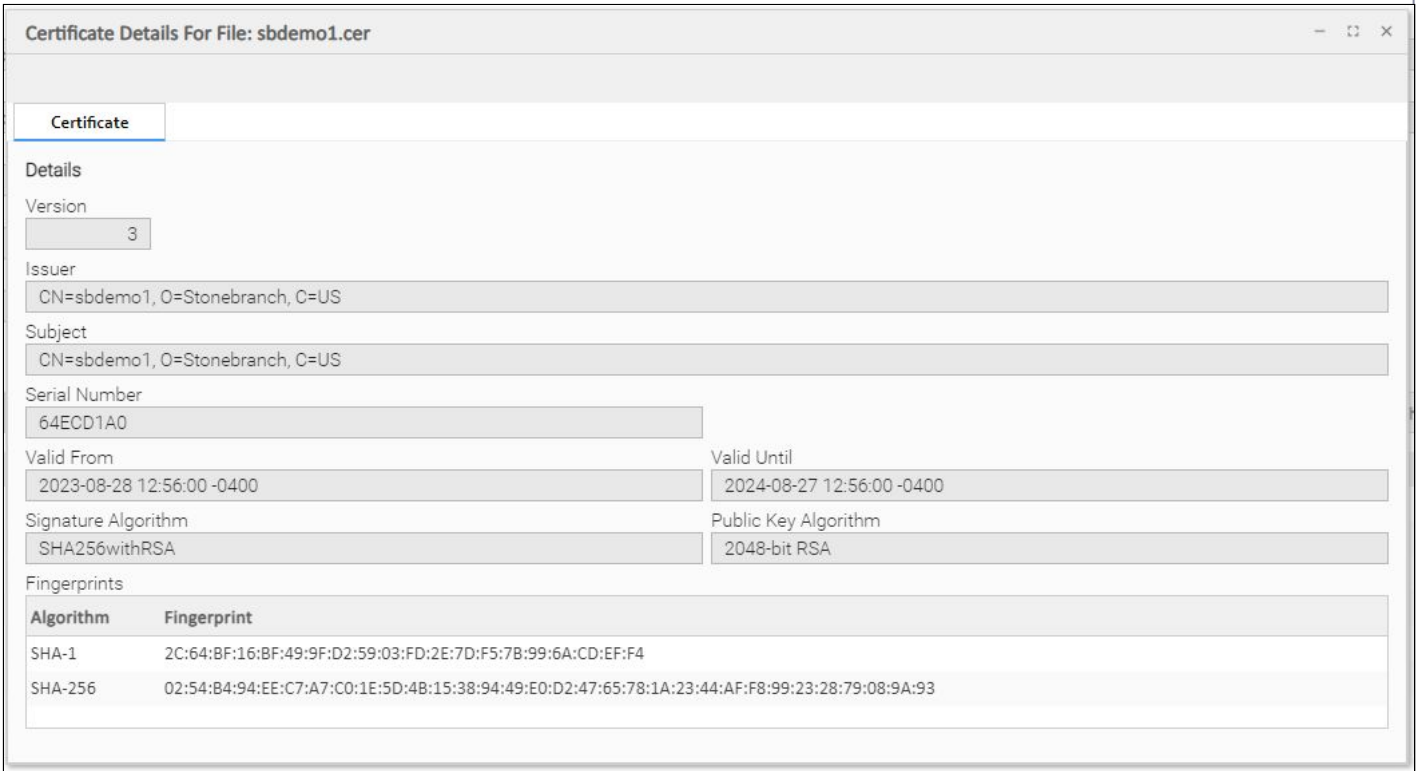 Certificate Details For File: sbdemo1.cer
Certificate
Details
Version
3
Issuer
CN=sbdemo1, O=Stonebranch, C=US
Subject
CN=sbdemo1, O=Stonebranch, C=US
Serial Number
64ECD1A0
Valid From Valid Until
2023-08-28 12:56:00 -0400 2024-08-27 12:56:00 -0400
Signature Algorithm Public Key Algorithm
SHA256withRSA 2048-bit RSA
Fingerprints
Algorithm Fingerprint
SHA-1 2C:64:BF:16:BF:49:9F:D2:59:03:FD:2E:7D:F5:7B:99:6A:CD:EF:F4
SHA-256 02:54:B4:94:EE:C7:A7:C0:1E:5D:4B:15:38:94:49:E0:D2:47:65:78:1A:23:44:AF:F8:99:23:28:79:08:9A:93